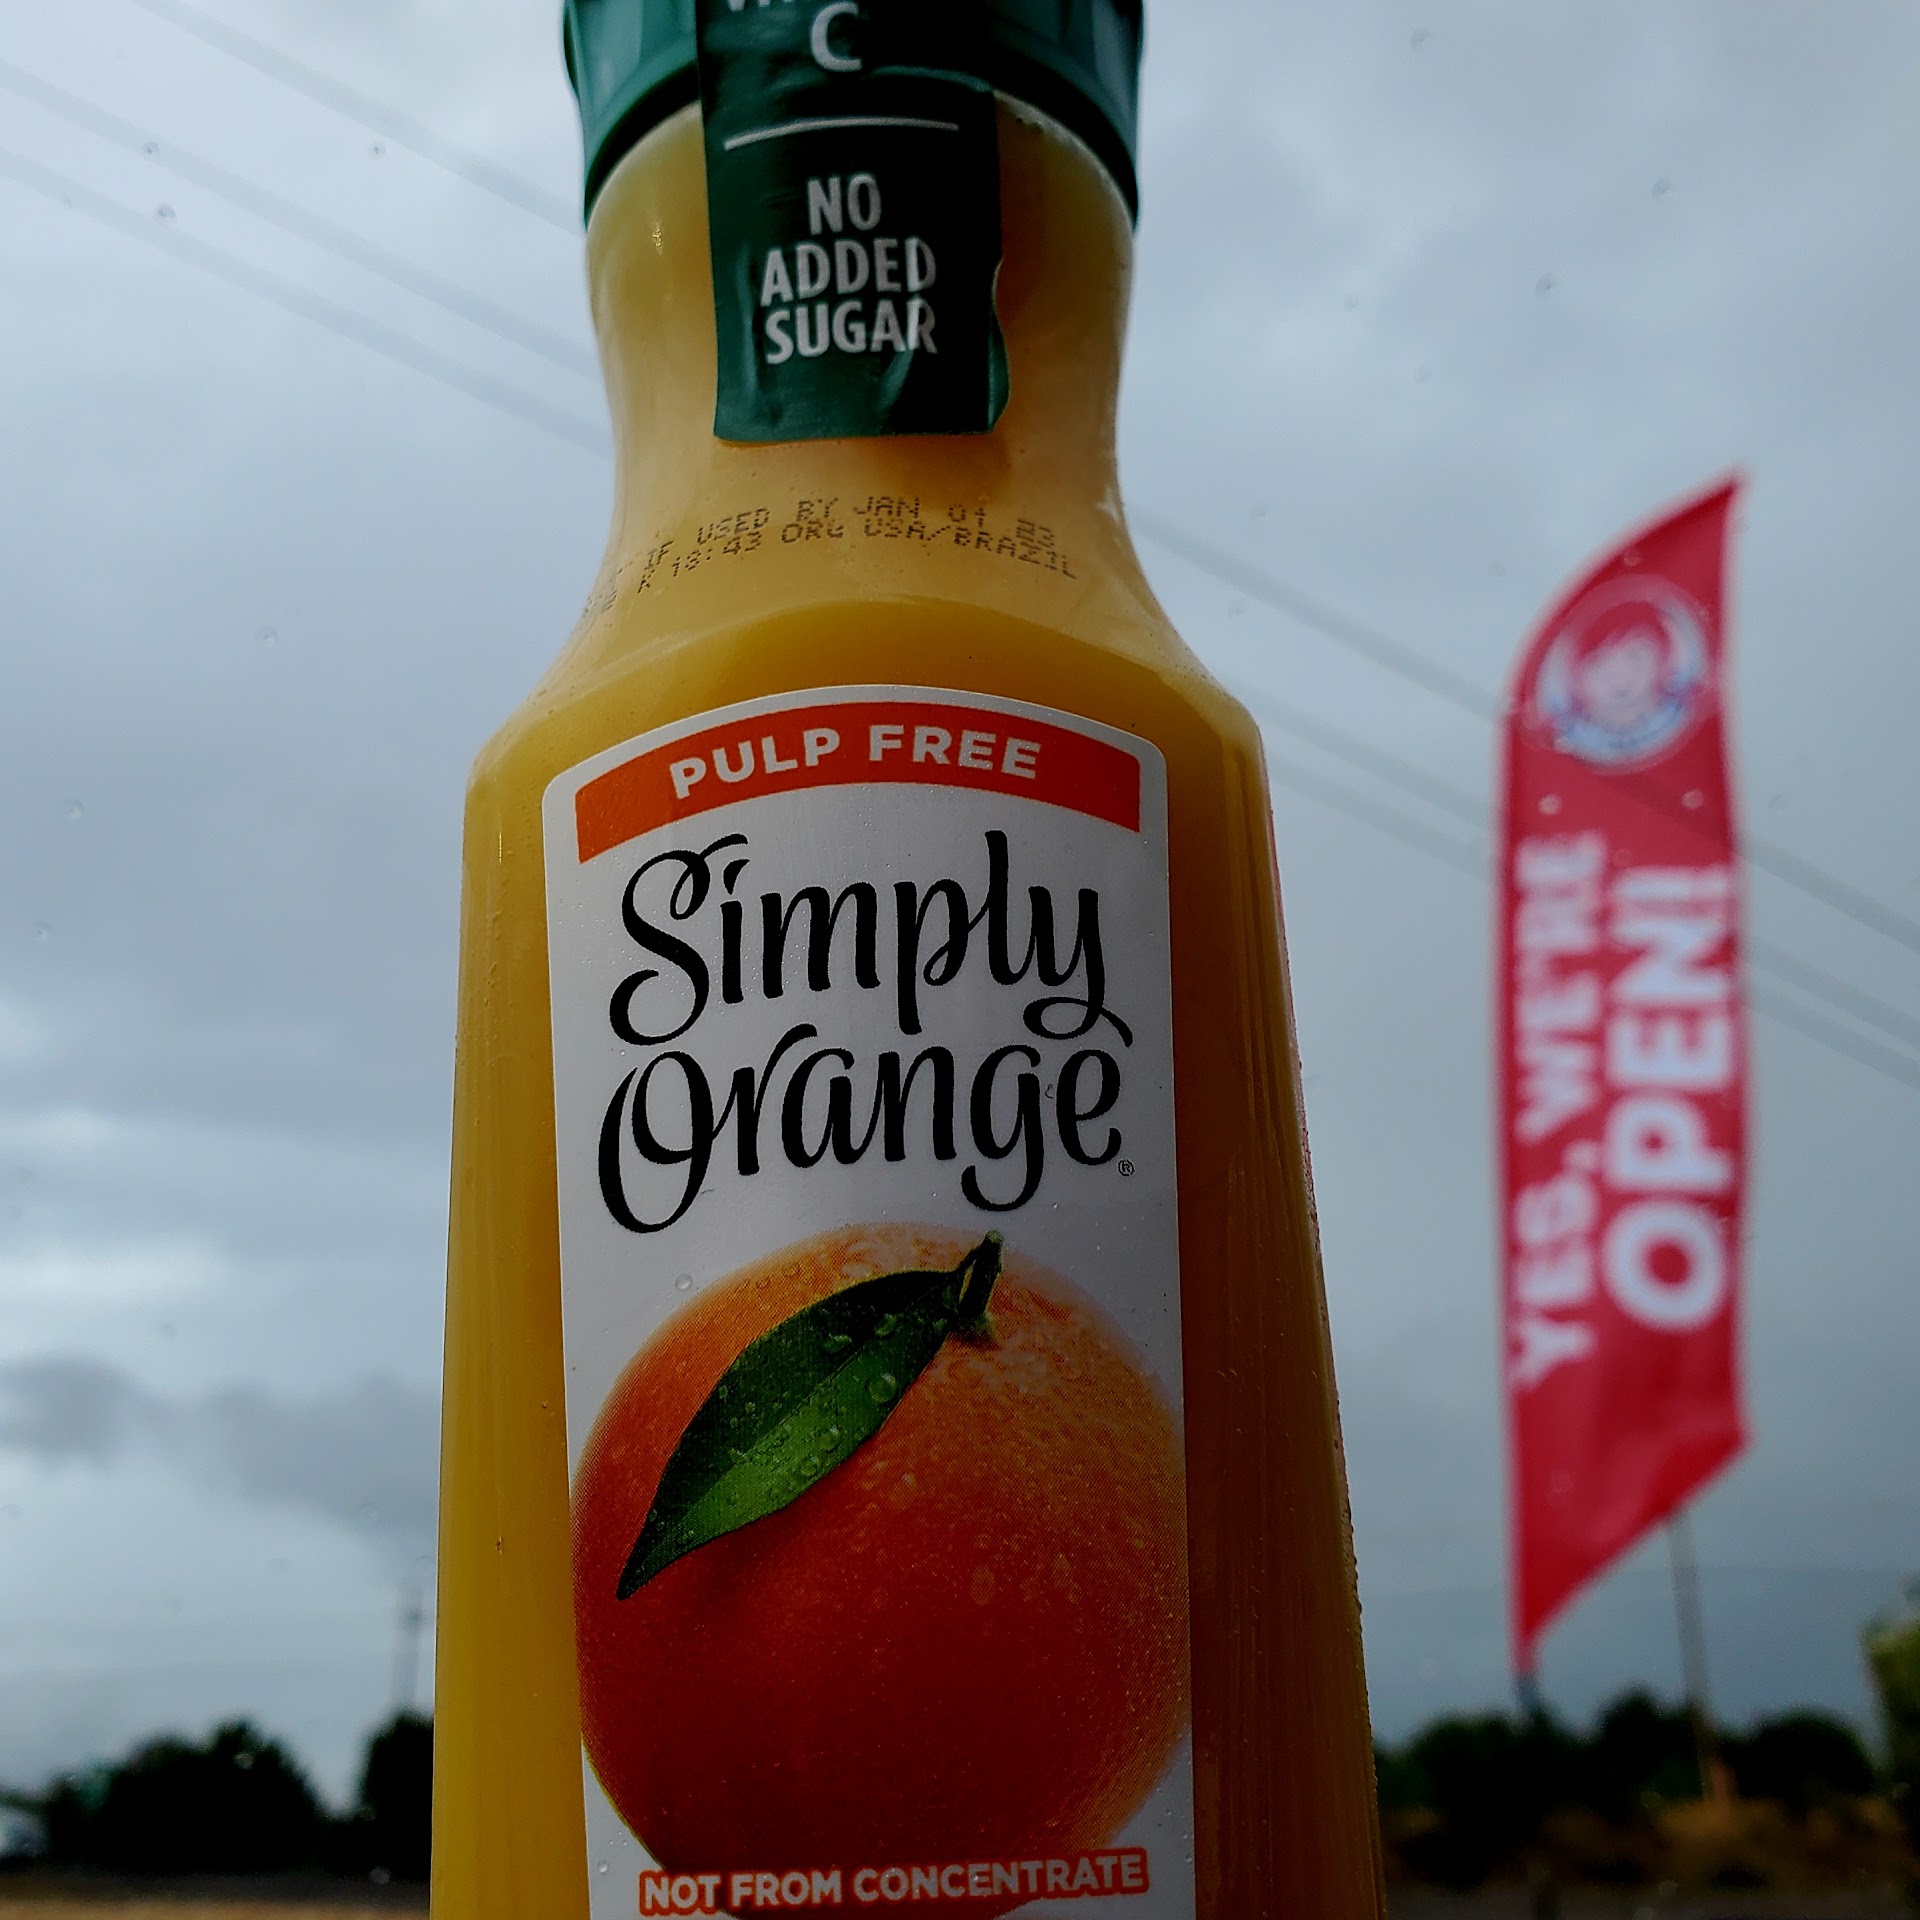 C
NO
ADDED
SUGAR
IF USED BY JAN 01 B3
18:43 ORG USA/BRAZIL
PULP FREE
Simply
Orange®
NOT FROM CONCENTRATE
YES, WE'RE
OPEN!